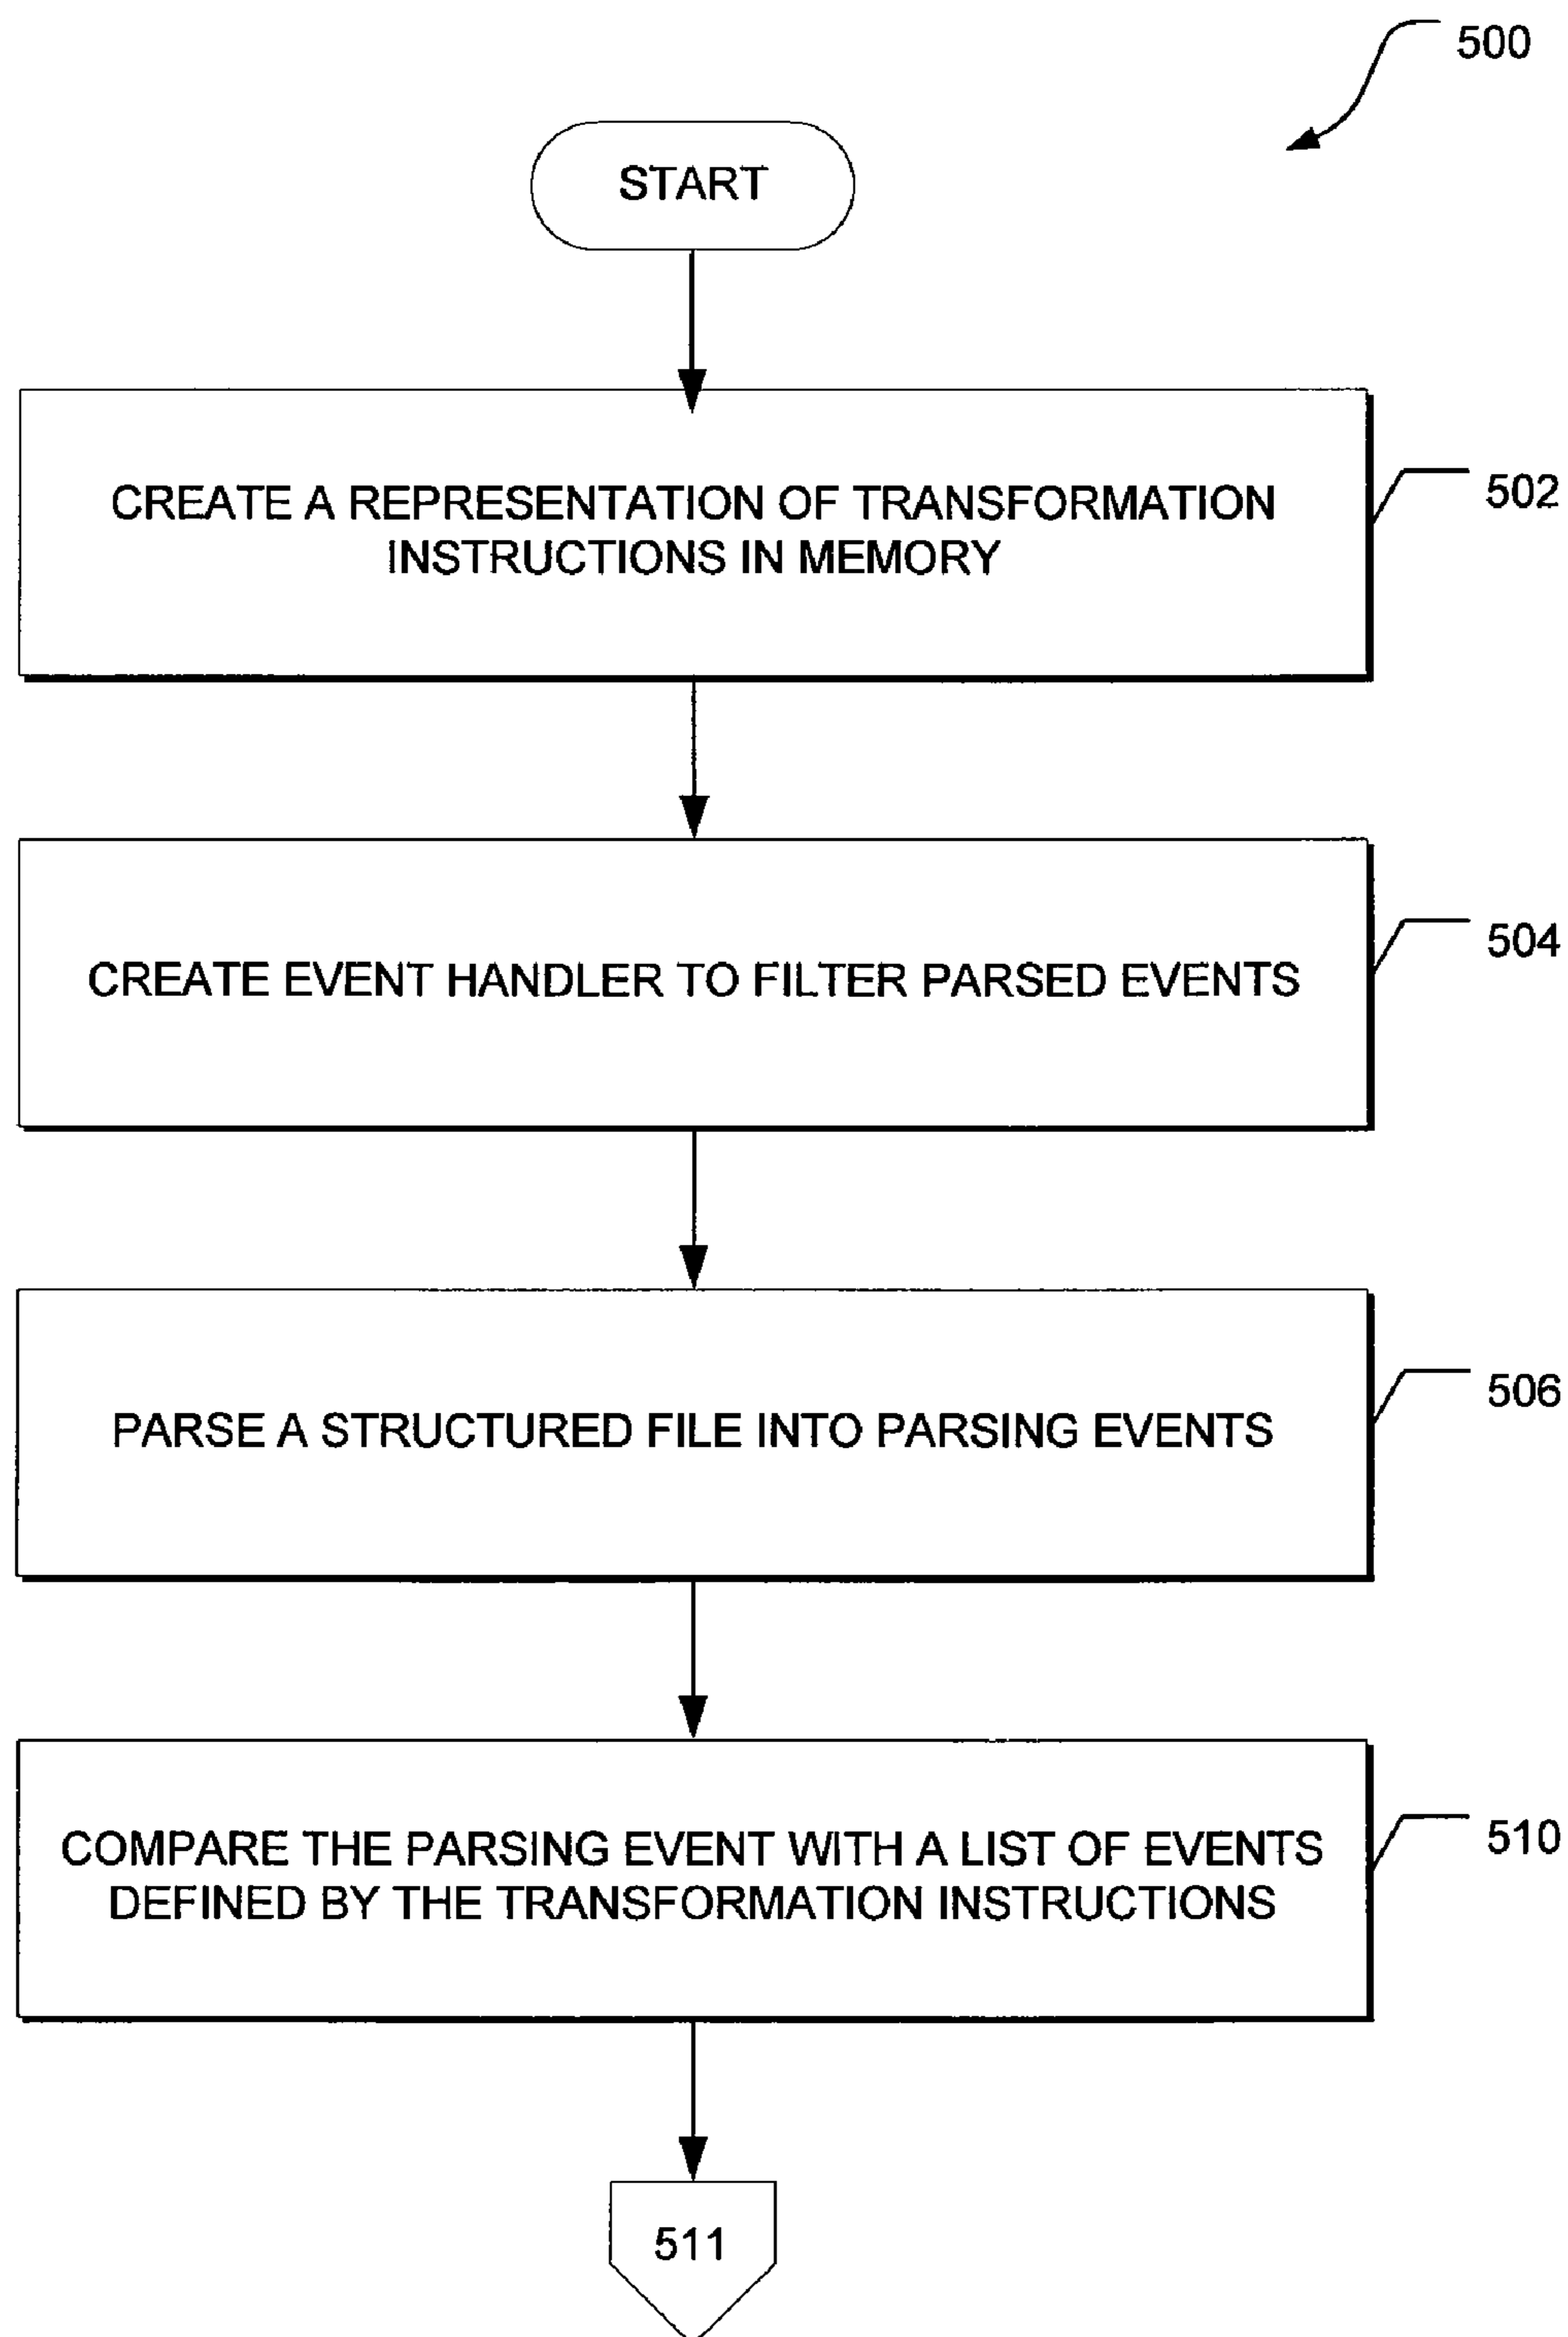 500
START
CREATE A REPRESENTATION OF TRANSFORMATION
INSTRUCTIONS IN MEMORY
502
CREATE EVENT HANDLER TO FILTER PARSED EVENTS
504
PARSE A STRUCTURED FILE INTO PARSING EVENTS
506
COMPARE THE PARSING EVENT WITH A LIST OF EVENTS
DEFINED BY THE TRANSFORMATION INSTRUCTIONS
510
511